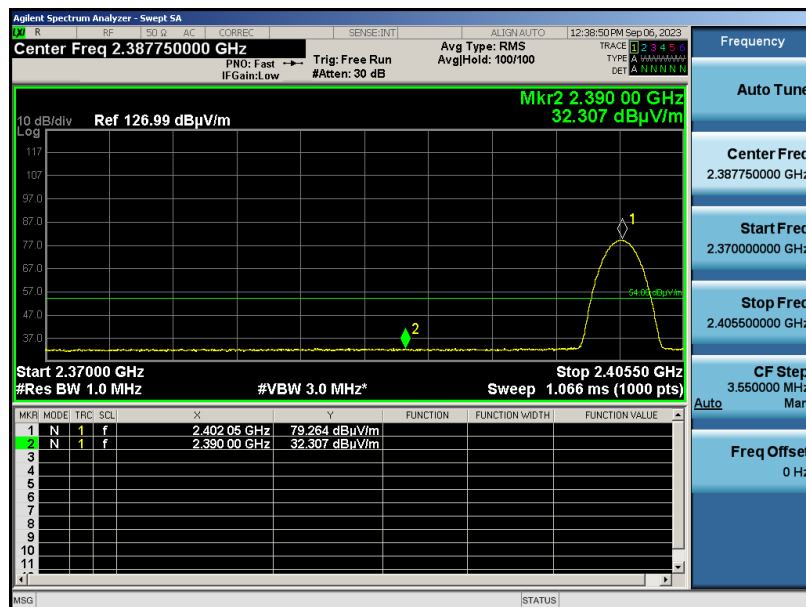 Agilent Spectrum Analyzer - Swept SA
LXI R RF 50 Ω AC CORREC SENSE:INT ALIGN AUTO 12:38:50 PM Sep 06, 2023
Center Freq 2.387750000 GHz
PNO: Fast
IFGain:Low
Trig: Free Run
#Atten: 30 dB
Avg Type: RMS
Avg|Hold: 100/100
TRACE 1 2 3 4 5 6
TYPE A WWWWW
DET A N N N N N
Mkr2 2.390 00 GHz
32.307 dBµV/m
10 dB/div Ref 126.99 dBµV/m
Log
117
107
97.0
87.0
77.0
67.0
57.0
47.0
37.0
1
54.00 dBµV/m
2
Start 2.37000 GHz Stop 2.40550 GHz
#Res BW 1.0 MHz #VBW 3.0 MHz* Sweep 1.066 ms (1000 pts)
MKR MODE TRC SCL X Y FUNCTION FUNCTION WIDTH FUNCTION VALUE
1 N 1 f 2.402 05 GHz 79.264 dBµV/m
2 N 1 f 2.390 00 GHz 32.307 dBµV/m
3
4
5
6
7
8
9
10
11
MSG STATUS
Frequency
Auto Tune
Center Freq
2.387750000 GHz
Start Freq
2.370000000 GHz
Stop Freq
2.405500000 GHz
CF Step
3.550000 MHz
Auto Man
Freq Offset
0 Hz